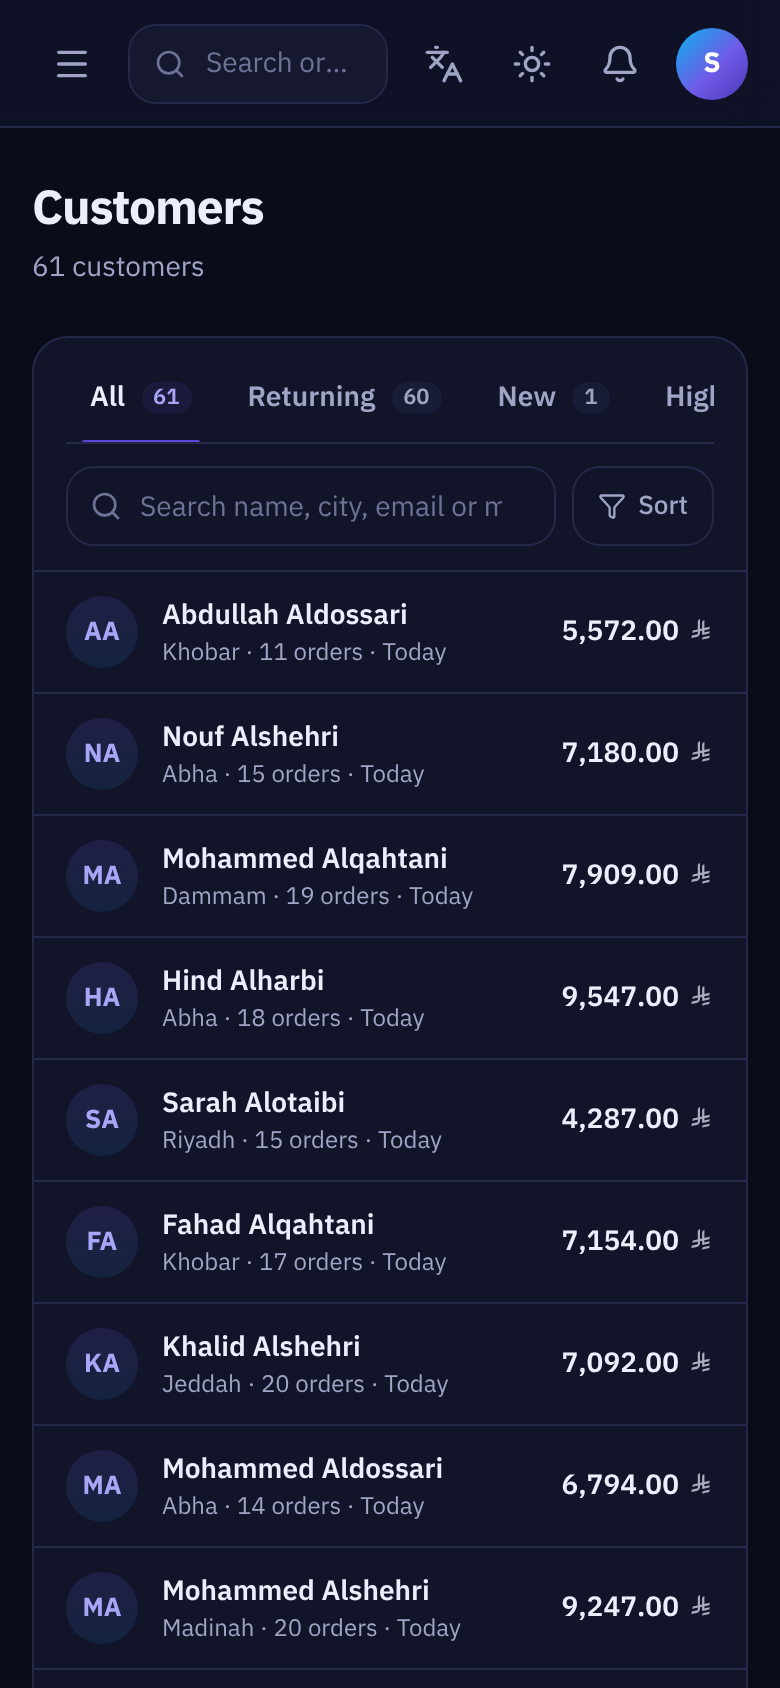 Search or...
S
Customers
61 customers
All 61 Returning 60 New 1 Higl
Search name, city, email or m
Sort
AA
Abdullah Aldossari
5,572.00
Khobar · 11 orders · Today
NA
Nouf Alshehri
7,180.00
Abha · 15 orders · Today
MA
Mohammed Alqahtani
7,909.00
Dammam · 19 orders · Today
HA
Hind Alharbi
9,547.00
Abha · 18 orders · Today
SA
Sarah Alotaibi
4,287.00
Riyadh · 15 orders · Today
FA
Fahad Alqahtani
7,154.00
Khobar · 17 orders · Today
KA
Khalid Alshehri
7,092.00
Jeddah · 20 orders · Today
MA
Mohammed Aldossari
6,794.00
Abha · 14 orders · Today
MA
Mohammed Alshehri
9,247.00
Madinah · 20 orders · Today